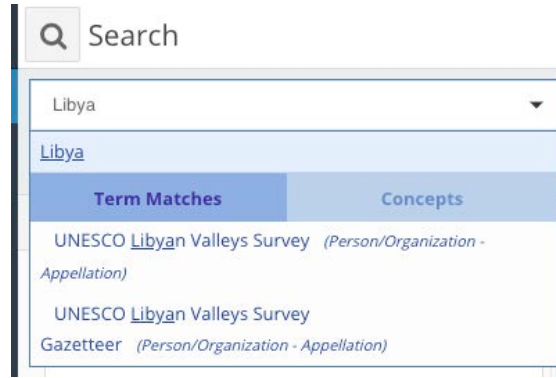 Search
Libya
Libya
Term Matches Concepts
UNESCO Libyan Valleys Survey (Person/Organization -
Appellation)
UNESCO Libyan Valleys Survey
Gazetteer (Person/Organization - Appellation)